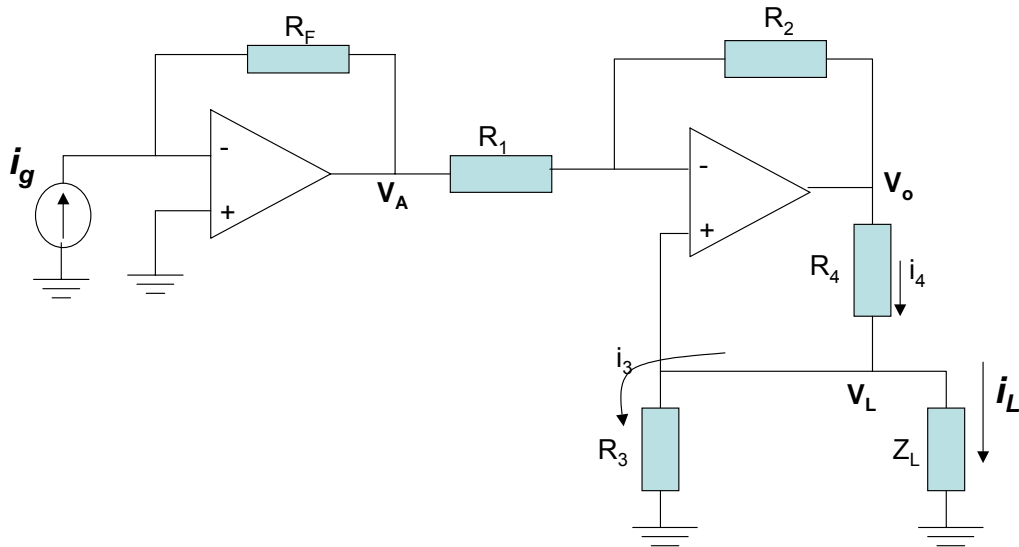 R_F
R_2
i_g
-
+
V_A
R_1
-
+
V_o
R_4
i_4
i_3
V_L
i_L
R_3
Z_L